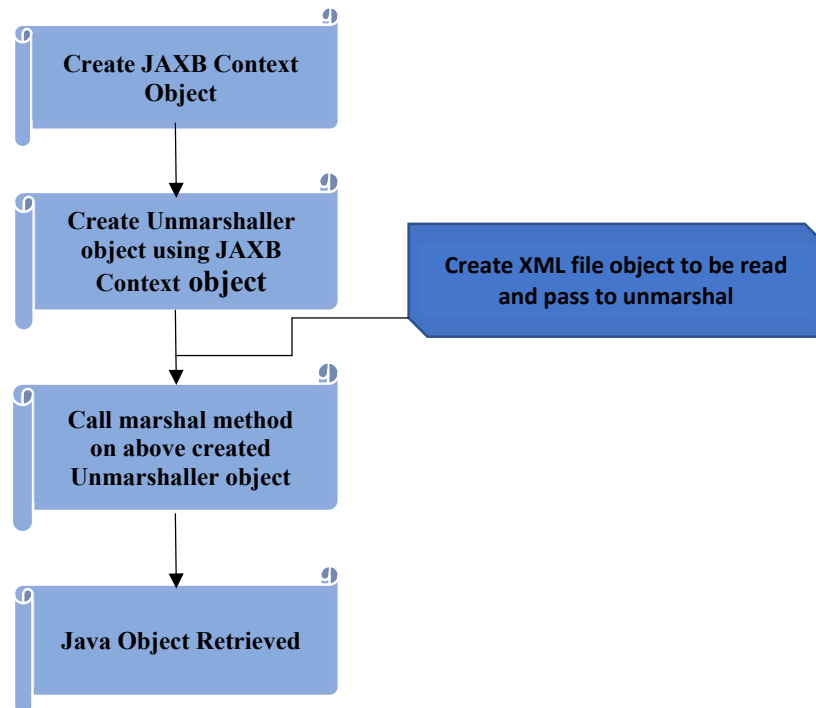 Create JAXB Context
Object
Create Unmarshaller
object using JAXB
Context object
Create XML file object to be read
and pass to unmarshal
Call marshal method
on above created
Unmarshaller object
Java Object Retrieved